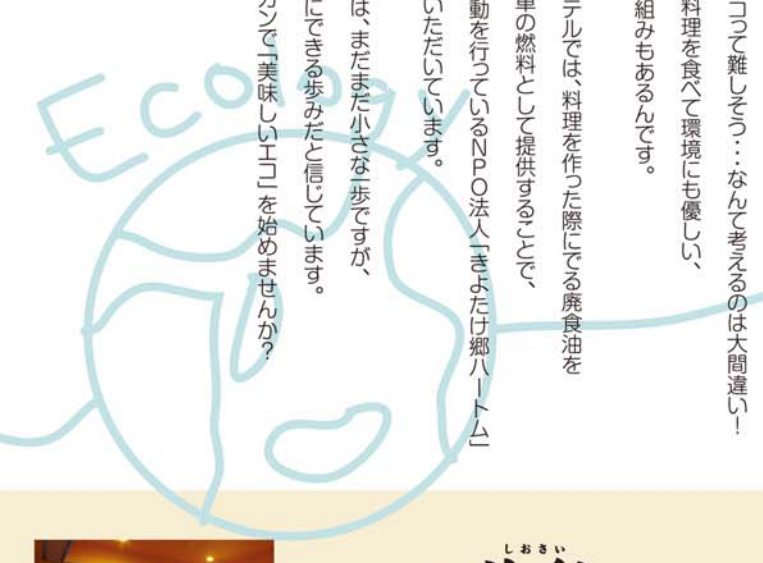 コって難しそう・・・なんて考えるのは大間違い！
料理を食べて環境にも優しい、
組みもあるんです。
テルでは、料理を作った際にでる廃食油を
車の燃料として提供することで、
動を行っているNPO法人「きよたけ郷ハートム」
いただいています。
は、まだまだ小さな一歩ですが、
にできる歩みだと信じています。
ガンで「美味しいエコ」を始めませんか？
Ecology
しおさい